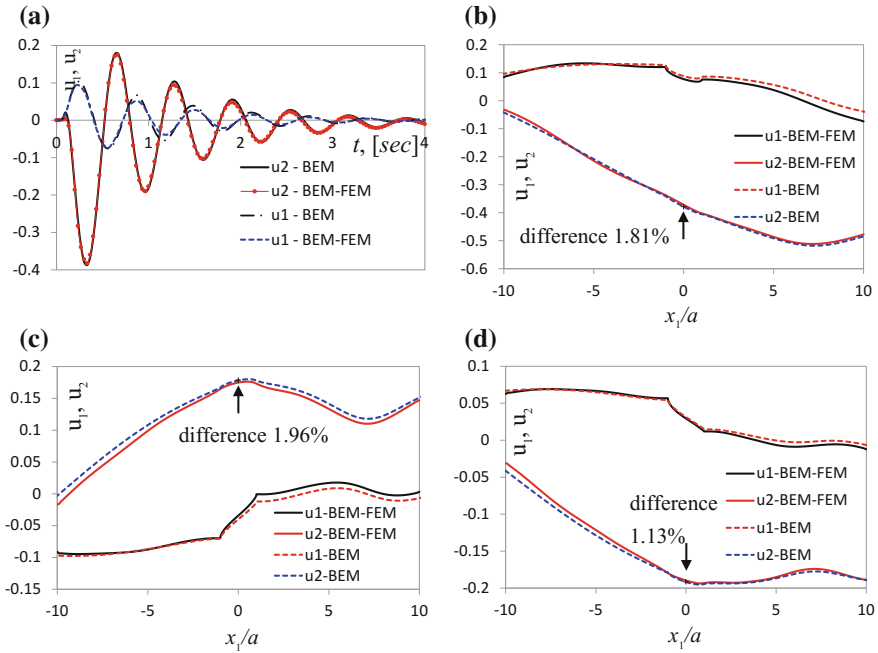 (a)
u₁, u₂
0.2
0.1
0
-0.1
-0.2
-0.3
-0.4
0
1
2
3
4
t, [sec]
u2 - BEM
u2 - BEM-FEM
u1 - BEM
u1 - BEM-FEM
(b)
0.2
0.1
0
-0.1
-0.2
-0.3
-0.4
-0.5
-0.6
u₁, u₂
u1-BEM-FEM
u2-BEM-FEM
u1-BEM
u2-BEM
difference 1.81%
-10
-5
0
5
10
x₁/a
(c)
0.2
0.15
0.1
0.05
0
-0.05
-0.1
0.15
u₁, u₂
difference 1.96%
u1-BEM-FEM
u2-BEM-FEM
u1-BEM
u2-BEM
-10
-5
0
5
10
x₁/a
(d)
0.1
0.05
0
-0.05
-0.1
-0.15
-0.2
u₁, u₂
u1-BEM-FEM
u2-BEM-FEM
u1-BEM
u2-BEM
difference
1.13%
-10
-5
0
5
10
x₁/a